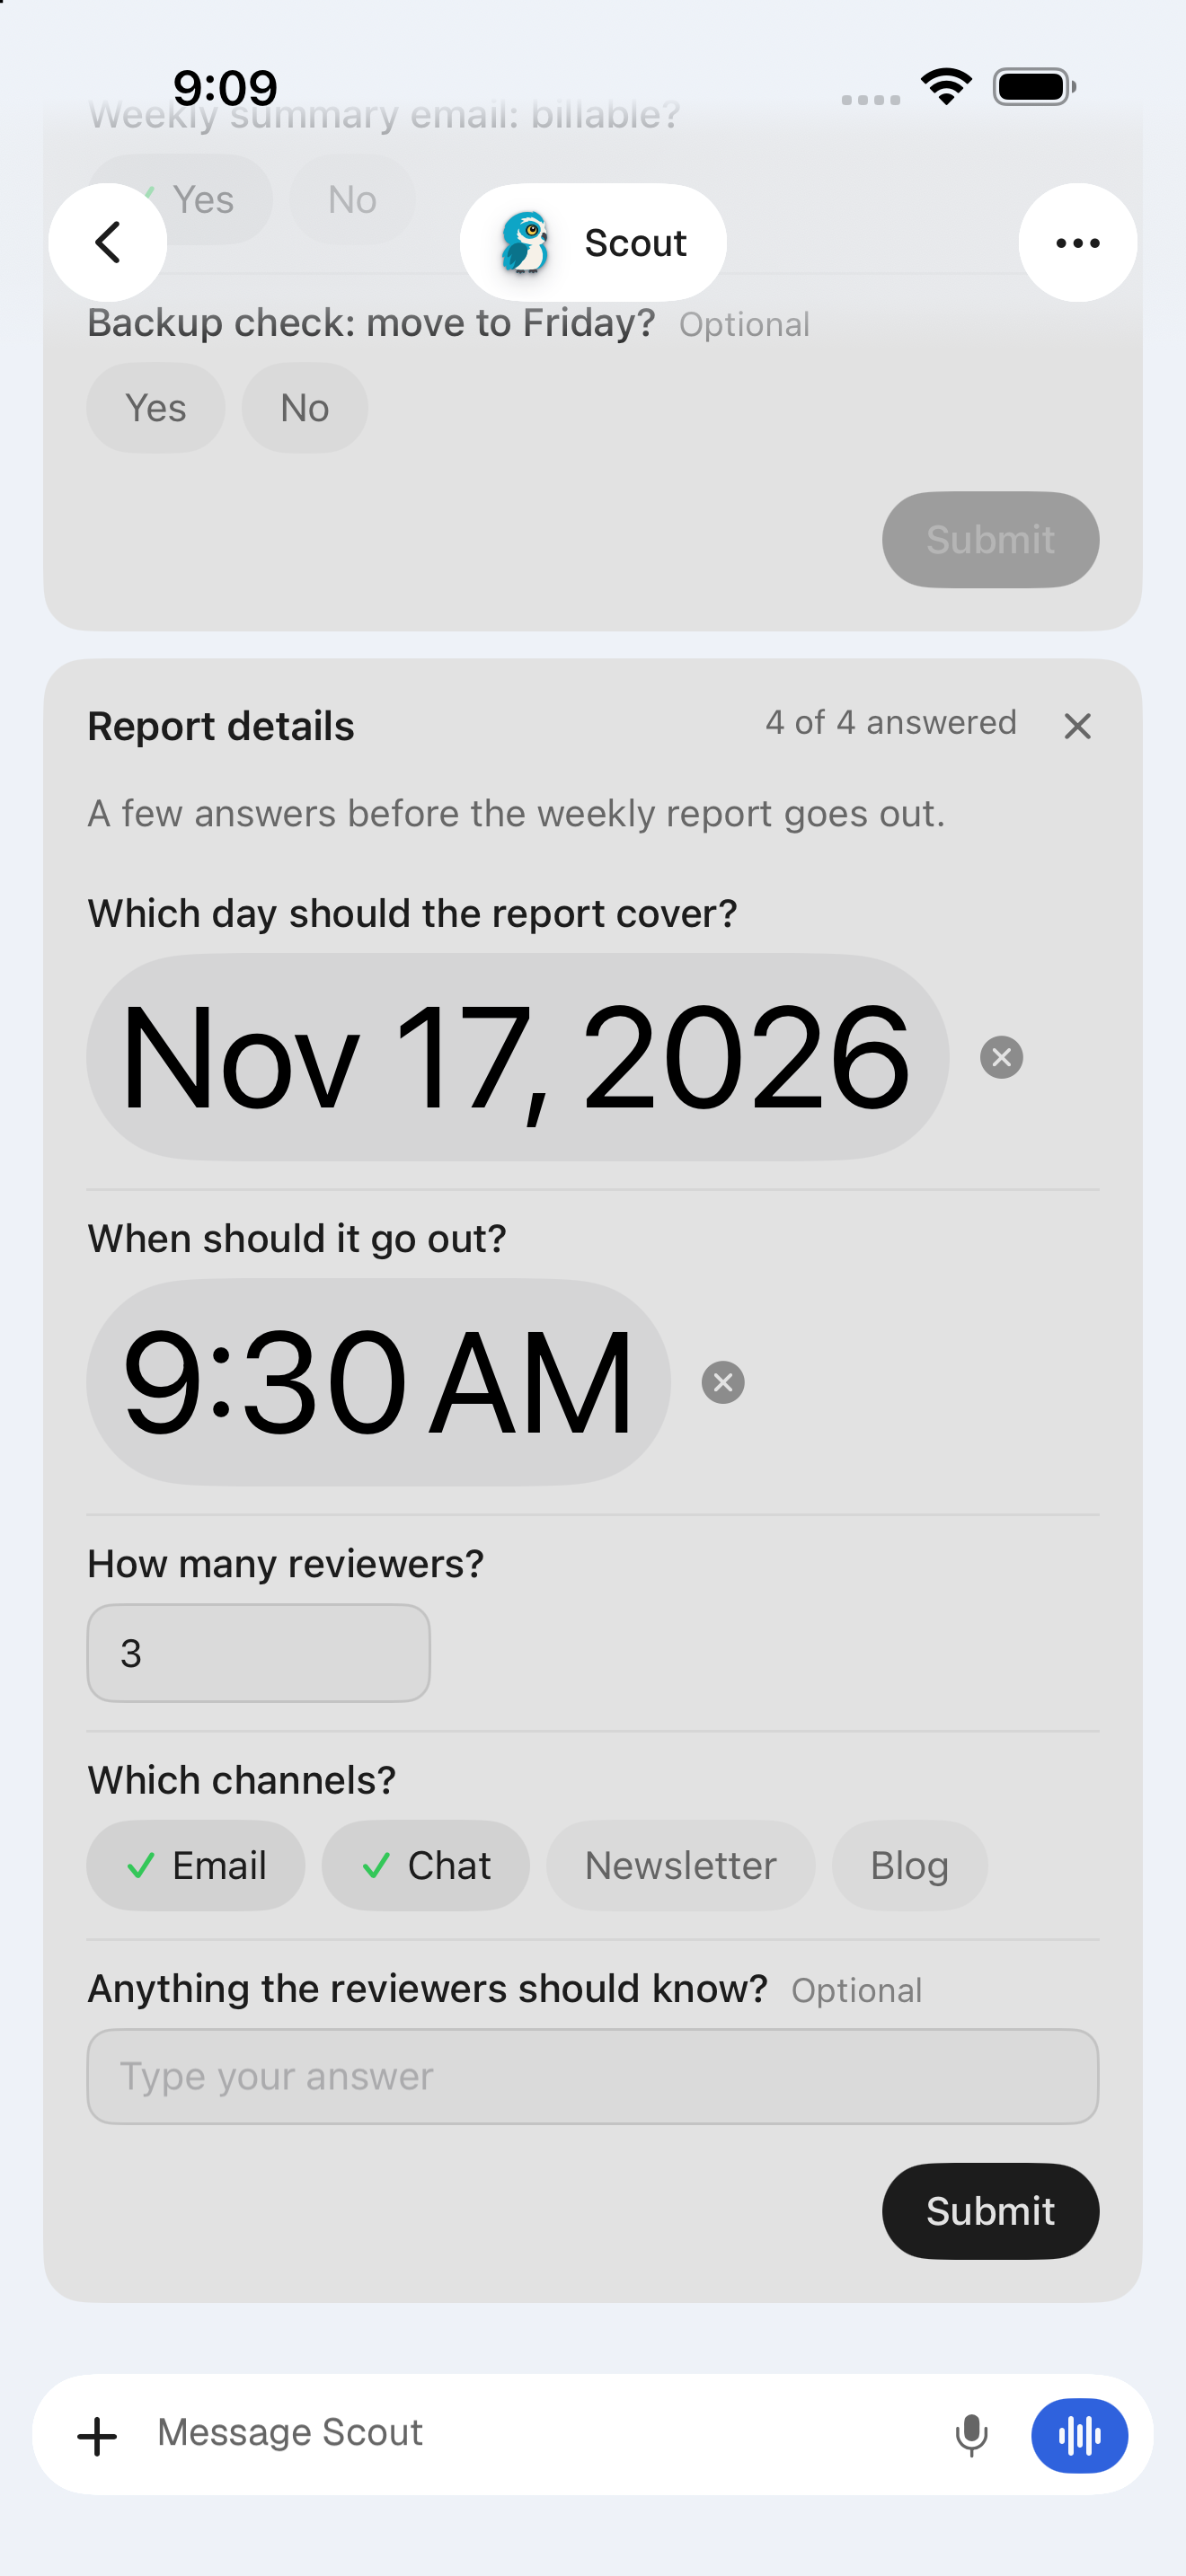 9:09
Weekly summary email: billable?
Yes No
Scout
Backup check: move to Friday? Optional
Yes No
Submit
Report details 4 of 4 answered
A few answers before the weekly report goes out.
Which day should the report cover?
Nov 17, 2026
When should it go out?
9:30 AM
How many reviewers?
3
Which channels?
Email Chat Newsletter Blog
Anything the reviewers should know? Optional
Type your answer
Submit
Message Scout